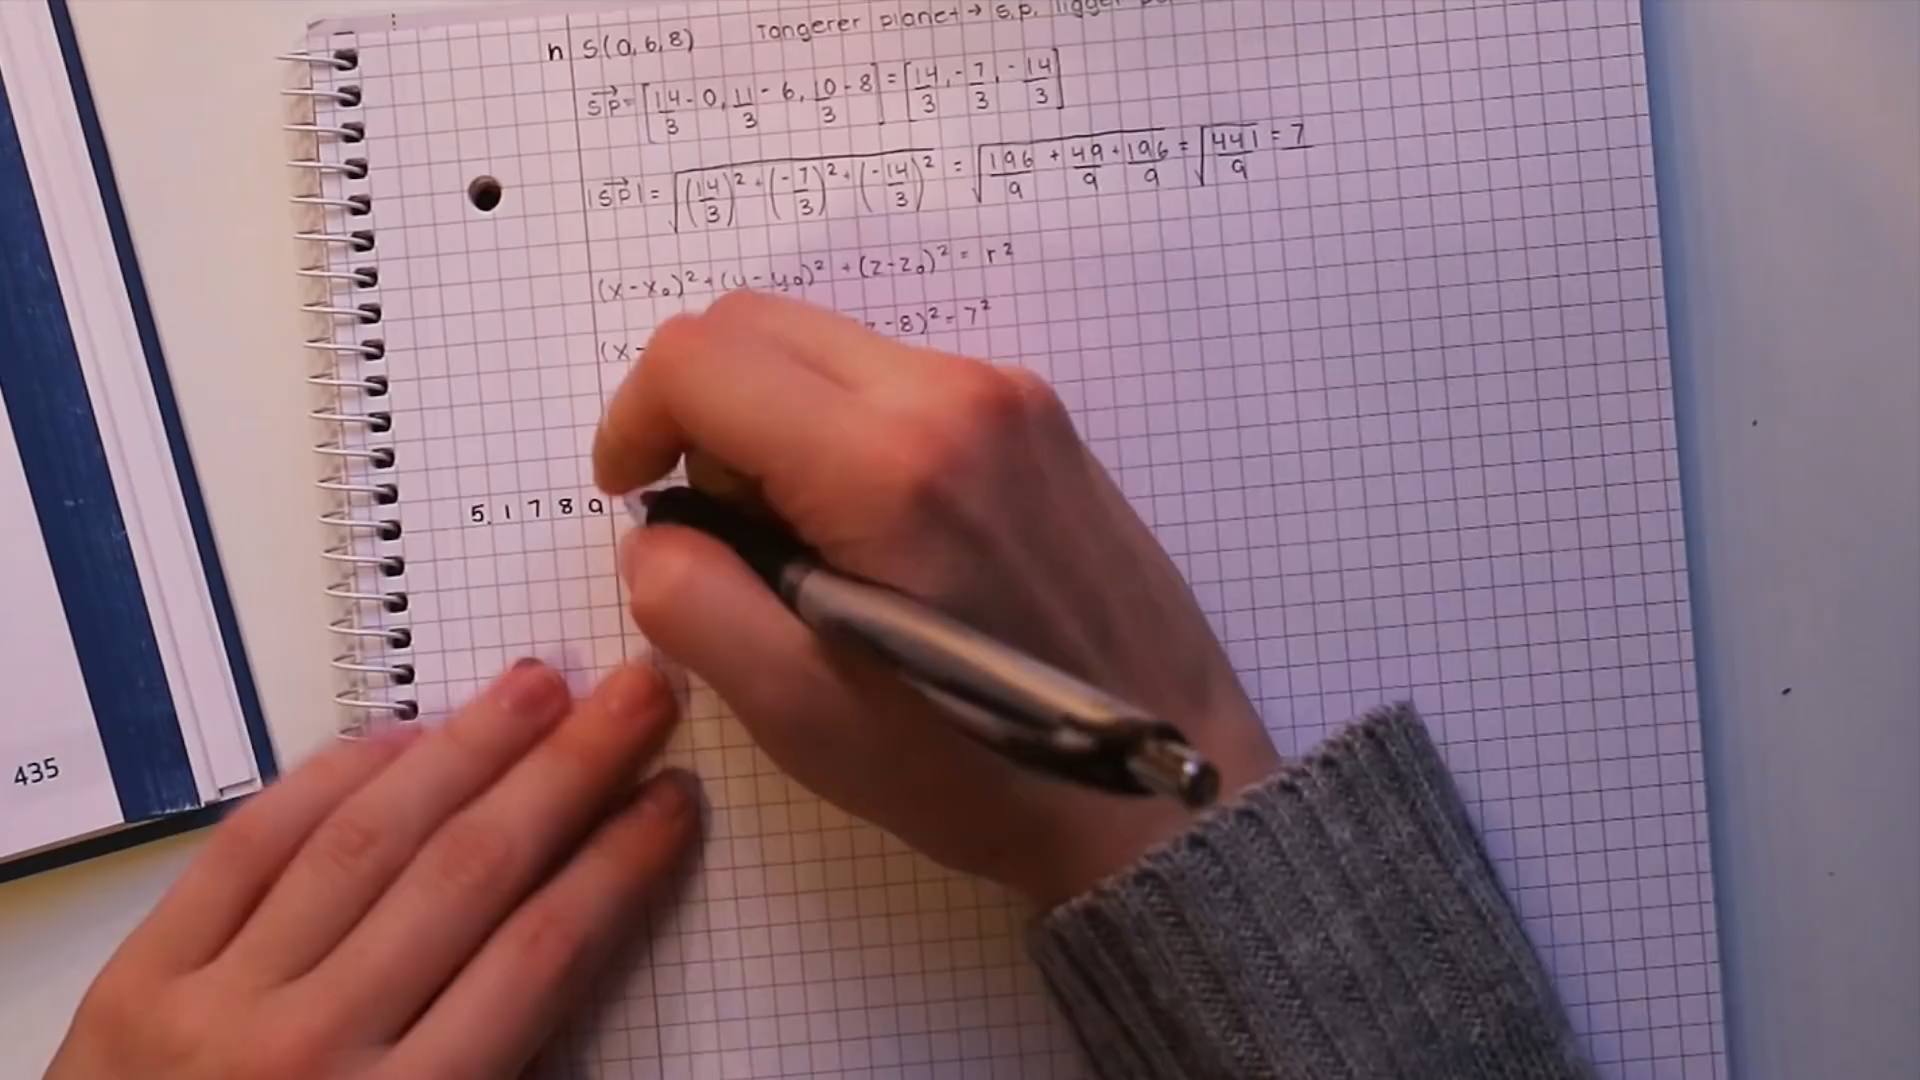 Tangerer planet → s.p. ligger
h S(0,6,8)
SP⃗ = [14/3 - 0, 11/3 - 6, 10/3 - 8] = [14/3, -7/3, -14/3]
|SP⃗| = √((14/3)² + (-7/3)² + (-14/3)²) = √(196/9 + 49/9 + 196/9) = √(441/9) = 7
(x-x₀)² + (y-y₀)² + (z-z₀)² = r²
(x- z-8)² = 7²
5.178 a
435